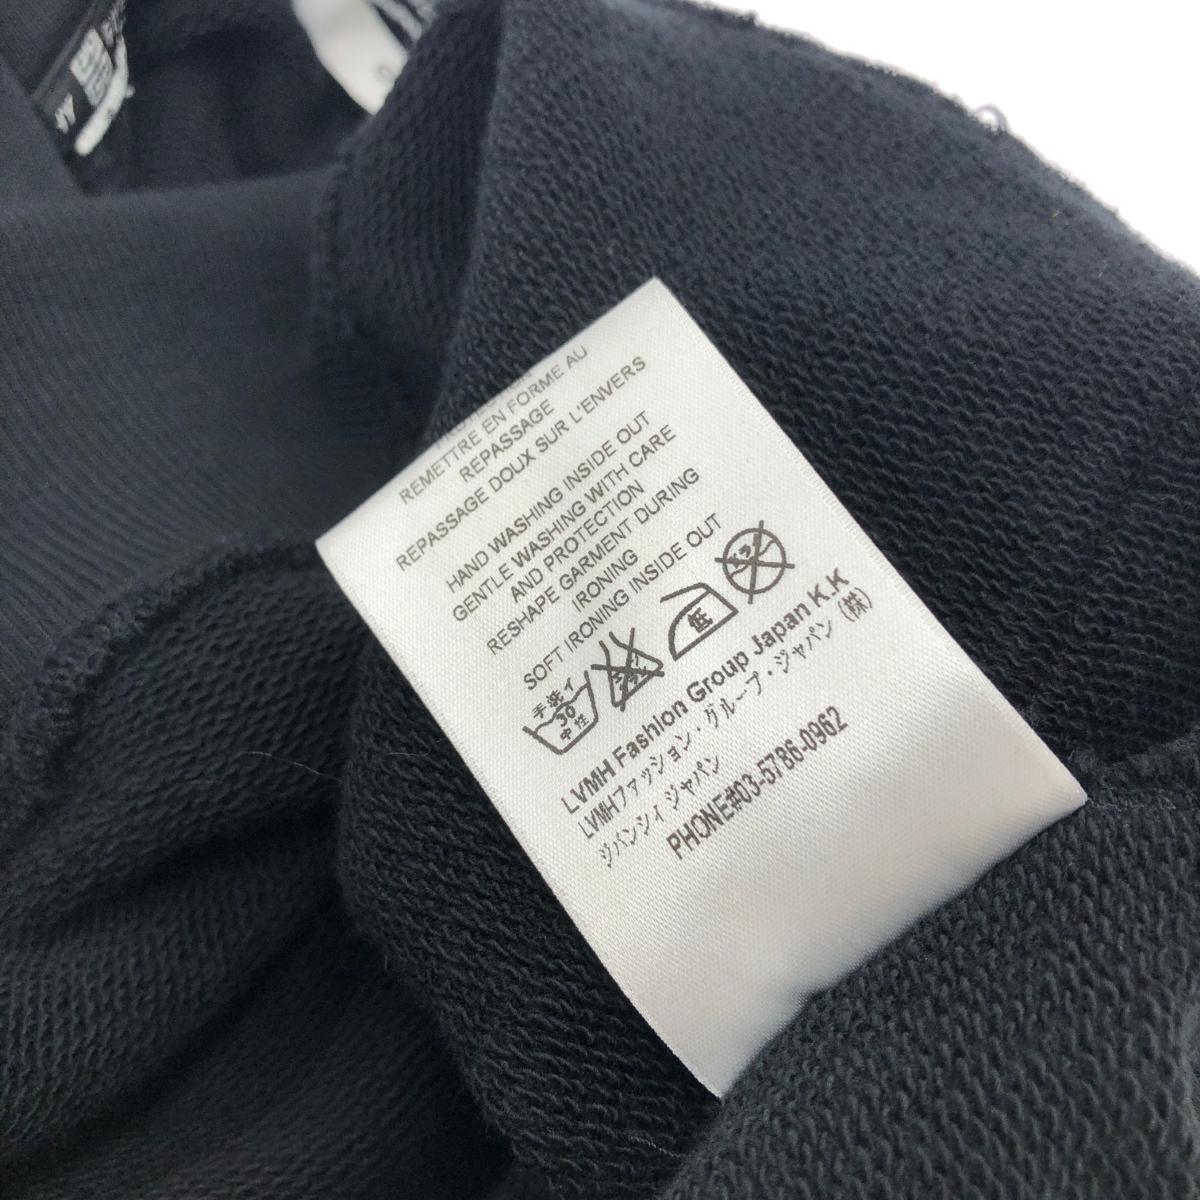 REMETTRE EN FORME AU
REPASSAGE
REPASSAGE DOUX SUR L'ENVERS
HAND WASHING INSIDE OUT
GENTLE WASHING WITH CARE
AND PROTECTION
RESHAPE GARMENT DURING
IRONING
SOFT IRONING INSIDE OUT
手洗イ
30
中性
低
LVMH Fashion Group Japan K.K
LVMHファッション・グループ・ジャパン (株)
ジバンシィ ジャパン
PHONE#03-5786-0962